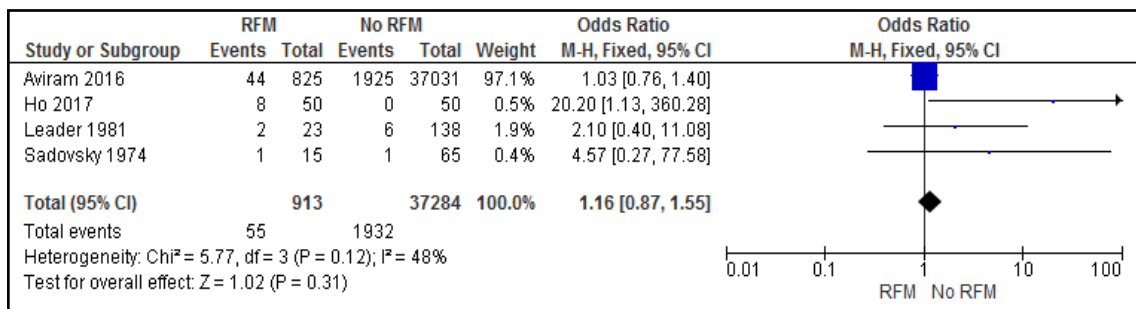 RFM No RFM Odds Ratio Odds Ratio
Study or Subgroup Events Total Events Total Weight M-H, Fixed, 95% CI M-H, Fixed, 95% CI
Aviram 2016 44 825 1925 37031 97.1% 1.03 [0.76, 1.40]
Ho 2017 8 50 0 50 0.5% 20.20 [1.13, 360.28]
Leader 1981 2 23 6 138 1.9% 2.10 [0.40, 11.08]
Sadovsky 1974 1 15 1 65 0.4% 4.57 [0.27, 77.58]
Total (95% CI) 913 37284 100.0% 1.16 [0.87, 1.55]
Total events 55 1932
Heterogeneity: Chi² = 5.77, df = 3 (P = 0.12); I² = 48%
Test for overall effect: Z = 1.02 (P = 0.31)
0.01 0.1 1 10 100
RFM No RFM